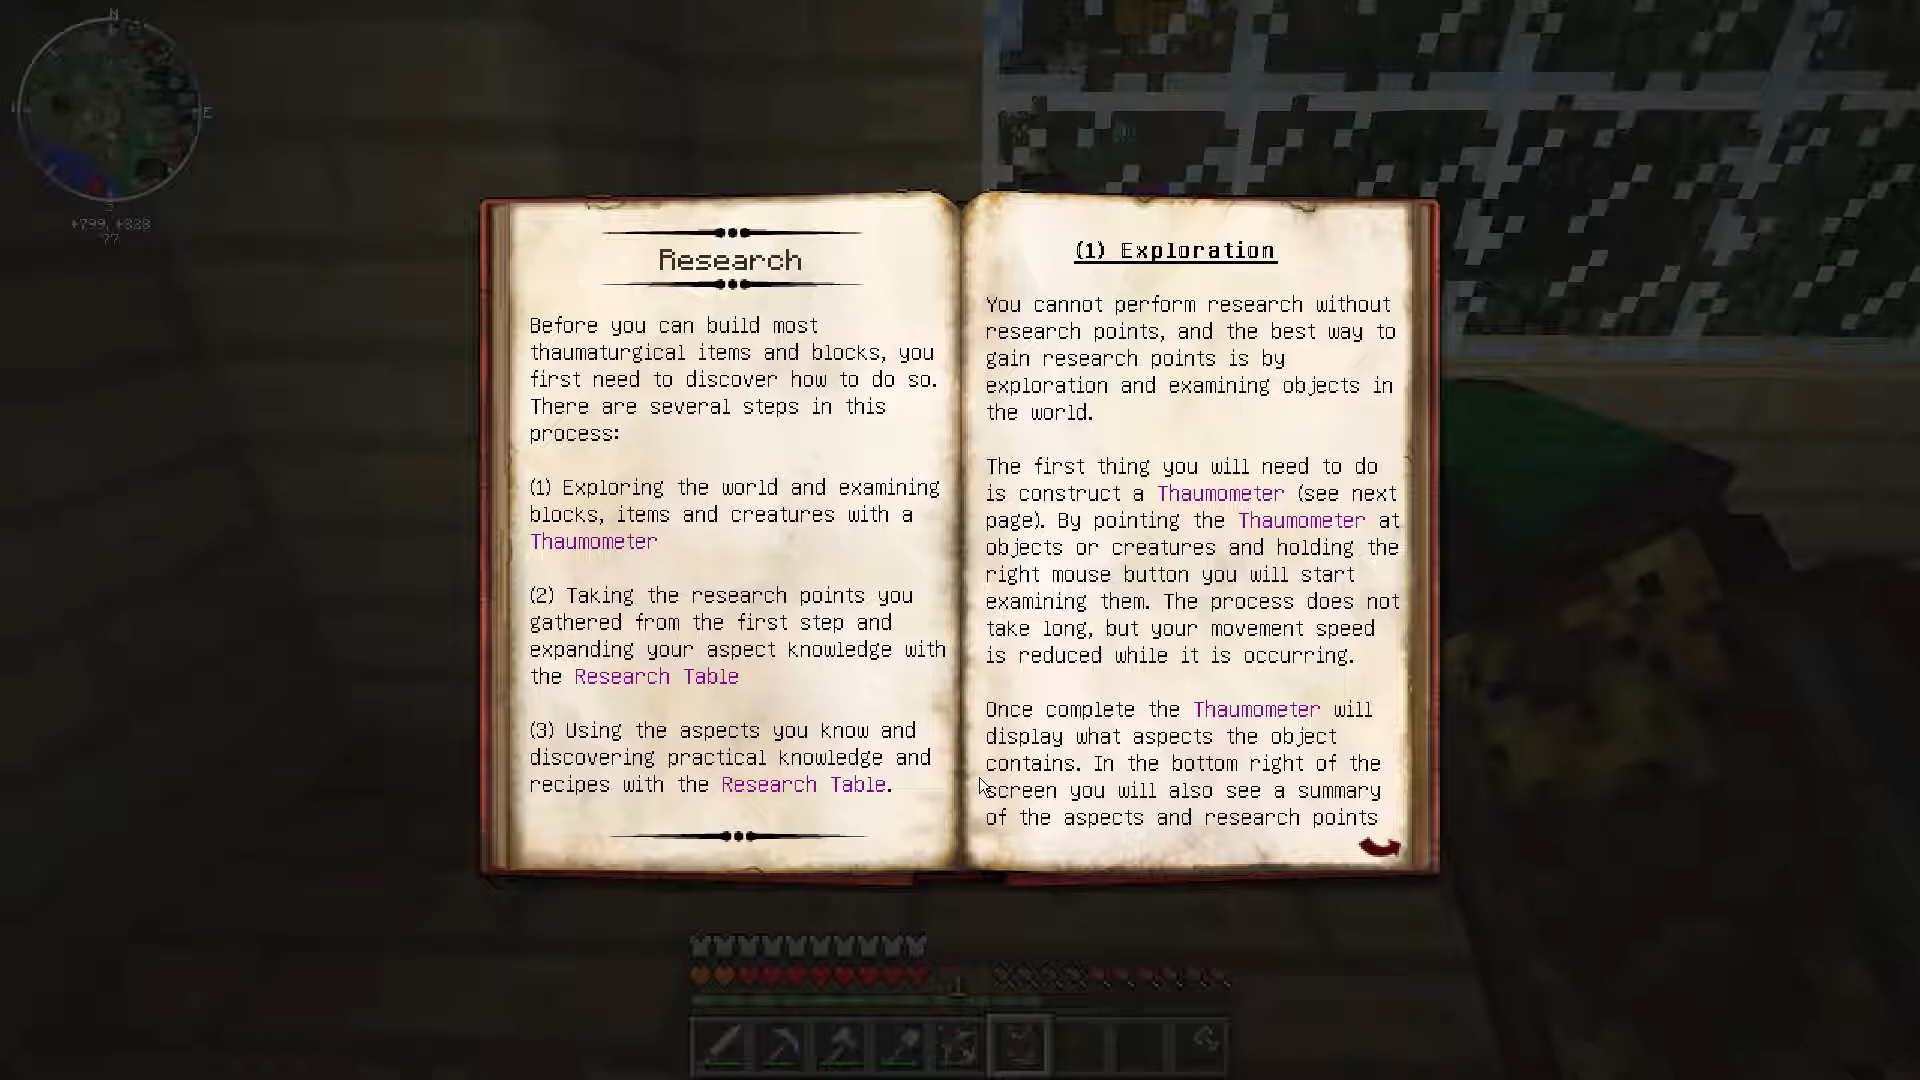 N
E
Research
Before you can build most
thaumaturgical items and blocks, you
first need to discover how to do so.
There are several steps in this
process:
(1) Exploring the world and examining
blocks, items and creatures with a
Thaumometer
(2) Taking the research points you
gathered from the first step and
expanding your aspect knowledge with
the Research Table
(3) Using the aspects you know and
discovering practical knowledge and
recipes with the Research Table.
(1) Exploration
You cannot perform research without
research points, and the best way to
gain research points is by
exploration and examining objects in
the world.
The first thing you will need to do
is construct a Thaumometer (see next
page). By pointing the Thaumometer at
objects or creatures and holding the
right mouse button you will start
examining them. The process does not
take long, but your movement speed
is reduced while it is occurring.
Once complete the Thaumometer will
display what aspects the object
contains. In the bottom right of the
screen you will also see a summary
of the aspects and research points